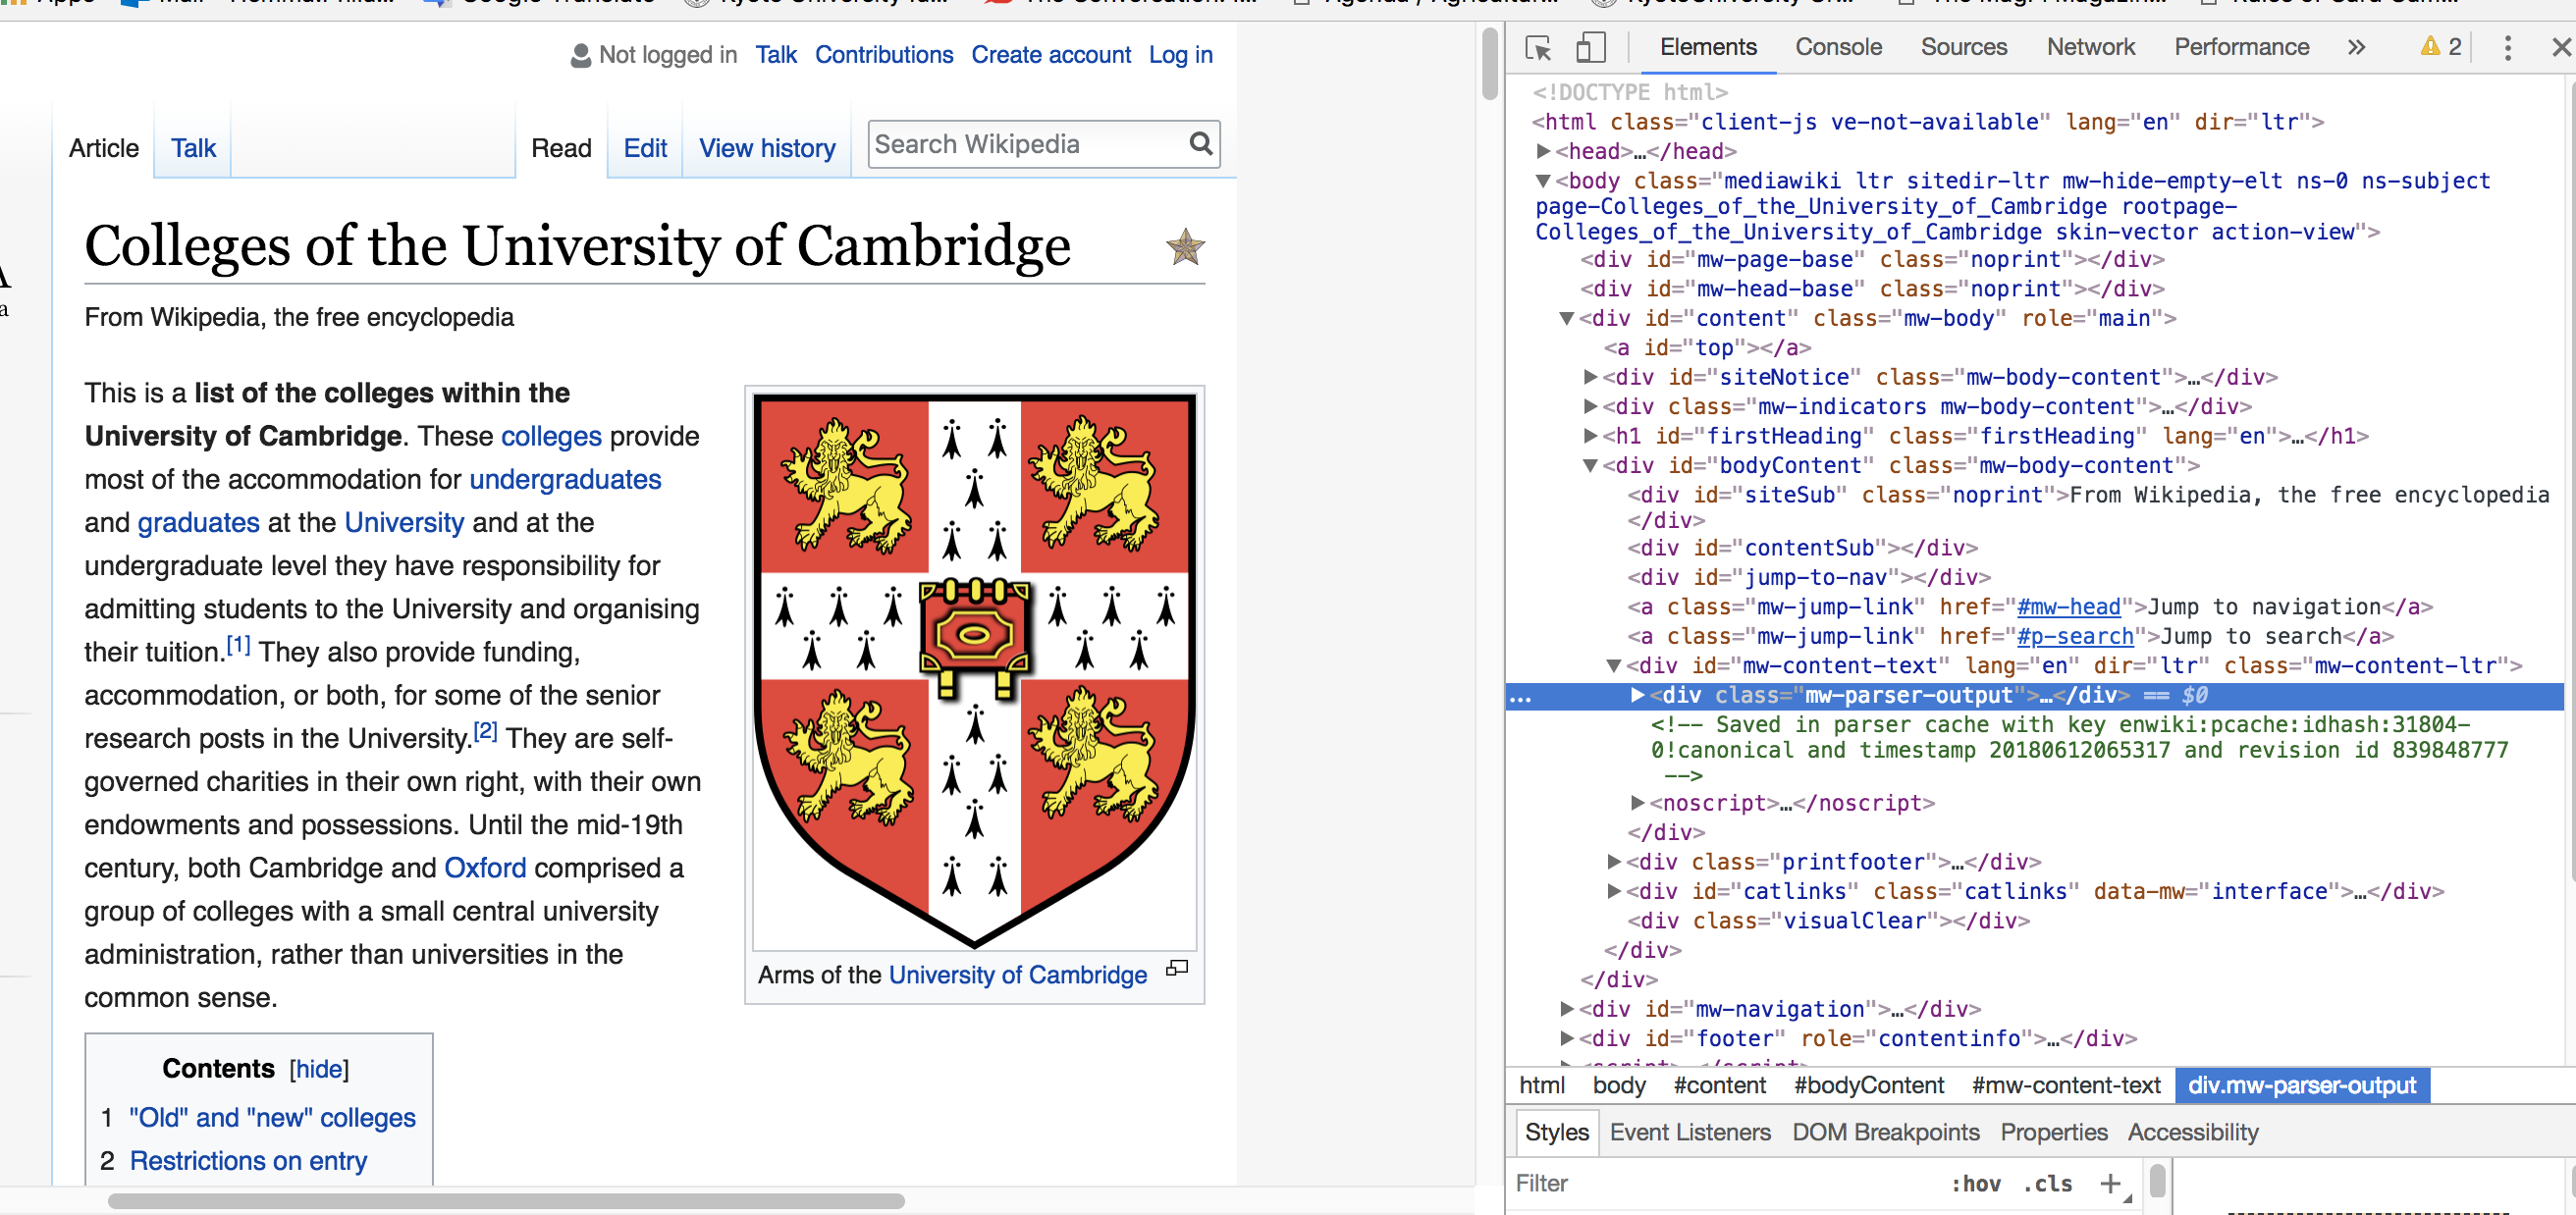 Not logged in Talk Contributions Create account Log in
Article Talk Read Edit View history Search Wikipedia
Colleges of the University of Cambridge
From Wikipedia, the free encyclopedia
This is a list of the colleges within the
University of Cambridge. These colleges provide
most of the accommodation for undergraduates
and graduates at the University and at the
undergraduate level they have responsibility for
admitting students to the University and organising
their tuition.[1] They also provide funding,
accommodation, or both, for some of the senior
research posts in the University.[2] They are self-
governed charities in their own right, with their own
endowments and possessions. Until the mid-19th
century, both Cambridge and Oxford comprised a
group of colleges with a small central university
administration, rather than universities in the
common sense.
Arms of the University of Cambridge
Contents [hide]
1 "Old" and "new" colleges
2 Restrictions on entry
Elements Console Sources Network Performance » 2
<!DOCTYPE html>
<html class="client-js ve-not-available" lang="en" dir="ltr">
<head>…</head>
<body class="mediawiki ltr sitedir-ltr mw-hide-empty-elt ns-0 ns-subject
page-Colleges_of_the_University_of_Cambridge rootpage-
Colleges_of_the_University_of_Cambridge skin-vector action-view">
<div id="mw-page-base" class="noprint"></div>
<div id="mw-head-base" class="noprint"></div>
<div id="content" class="mw-body" role="main">
<a id="top"></a>
<div id="siteNotice" class="mw-body-content">…</div>
<div class="mw-indicators mw-body-content">…</div>
<h1 id="firstHeading" class="firstHeading" lang="en">…</h1>
<div id="bodyContent" class="mw-body-content">
<div id="siteSub" class="noprint">From Wikipedia, the free encyclopedia
</div>
<div id="contentSub"></div>
<div id="jump-to-nav"></div>
<a class="mw-jump-link" href="#mw-head">Jump to navigation</a>
<a class="mw-jump-link" href="#p-search">Jump to search</a>
<div id="mw-content-text" lang="en" dir="ltr" class="mw-content-ltr">
… <div class="mw-parser-output">…</div> == $0
<!-- Saved in parser cache with key enwiki:pcache:idhash:31804-
0!canonical and timestamp 20180612065317 and revision id 839848777
-->
<noscript>…</noscript>
</div>
<div class="printfooter">…</div>
<div id="catlinks" class="catlinks" data-mw="interface">…</div>
<div class="visualClear"></div>
</div>
</div>
<div id="mw-navigation">…</div>
<div id="footer" role="contentinfo">…</div>
html body #content #bodyContent #mw-content-text div.mw-parser-output
Styles Event Listeners DOM Breakpoints Properties Accessibility
Filter :hov .cls +